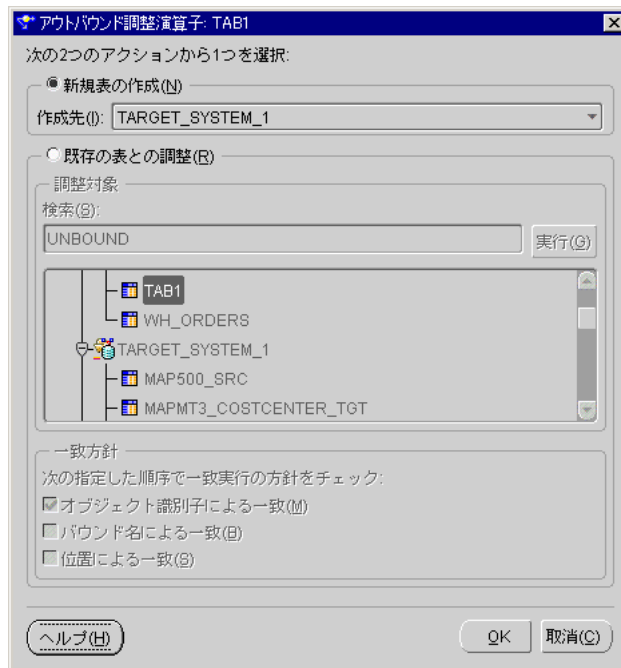 アウトバウンド調整演算子: TAB1
次の2つのアクションから1つを選択:
新規表の作成(N)
作成先(I): TARGET_SYSTEM_1
既存の表との調整(R)
調整対象
検索(S):
UNBOUND 実行(G)
TAB1
WH_ORDERS
TARGET_SYSTEM_1
MAP500_SRC
MAPMT3_COSTCENTER_TGT
一致方針
次の指定した順序で一致実行の方針をチェック:
オブジェクト識別子による一致(M)
バウンド名による一致(B)
位置による一致(S)
ヘルプ(H) OK 取消(C)